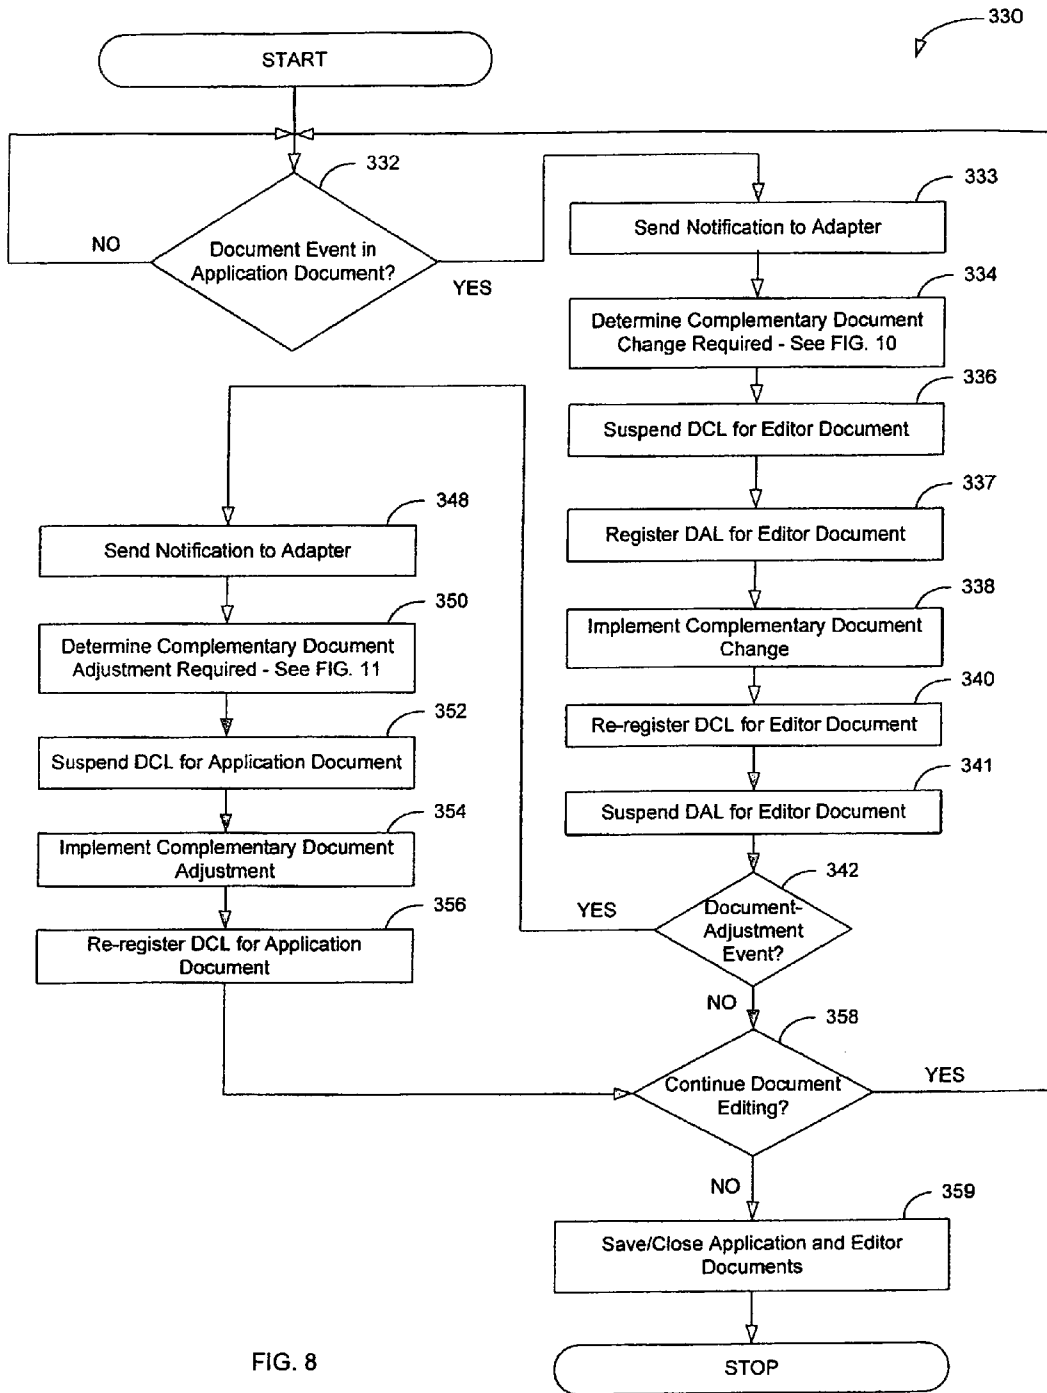 330
START
332
NO
Document Event in
Application Document?
YES
333
Send Notification to Adapter
334
Determine Complementary Document
Change Required - See FIG. 10
336
Suspend DCL for Editor Document
337
Register DAL for Editor Document
338
Implement Complementary Document
Change
340
Re-register DCL for Editor Document
341
Suspend DAL for Editor Document
342
YES
Document-
Adjustment
Event?
NO
348
Send Notification to Adapter
350
Determine Complementary Document
Adjustment Required - See FIG. 11
352
Suspend DCL for Application Document
354
Implement Complementary Document
Adjustment
356
Re-register DCL for Application
Document
358
Continue Document
Editing?
YES
NO
359
Save/Close Application and Editor
Documents
STOP
FIG. 8